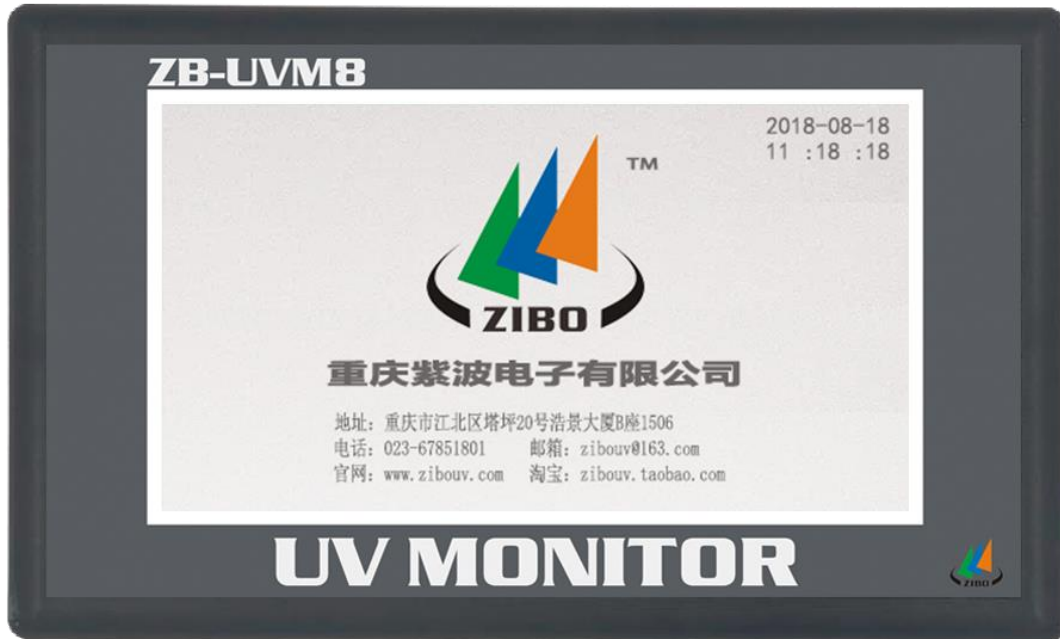 ZB-UVM8
2018-08-18
11 :18 :18
TM
ZIBO
重庆紫波电子有限公司
地址: 重庆市江北区塔坪20号浩景大厦B座1506
电话: 023-67851801 邮箱: zibouv@163.com
官网: www.zibouv.com 淘宝: zibouv.taobao.com
UV MONITOR
ZIBO